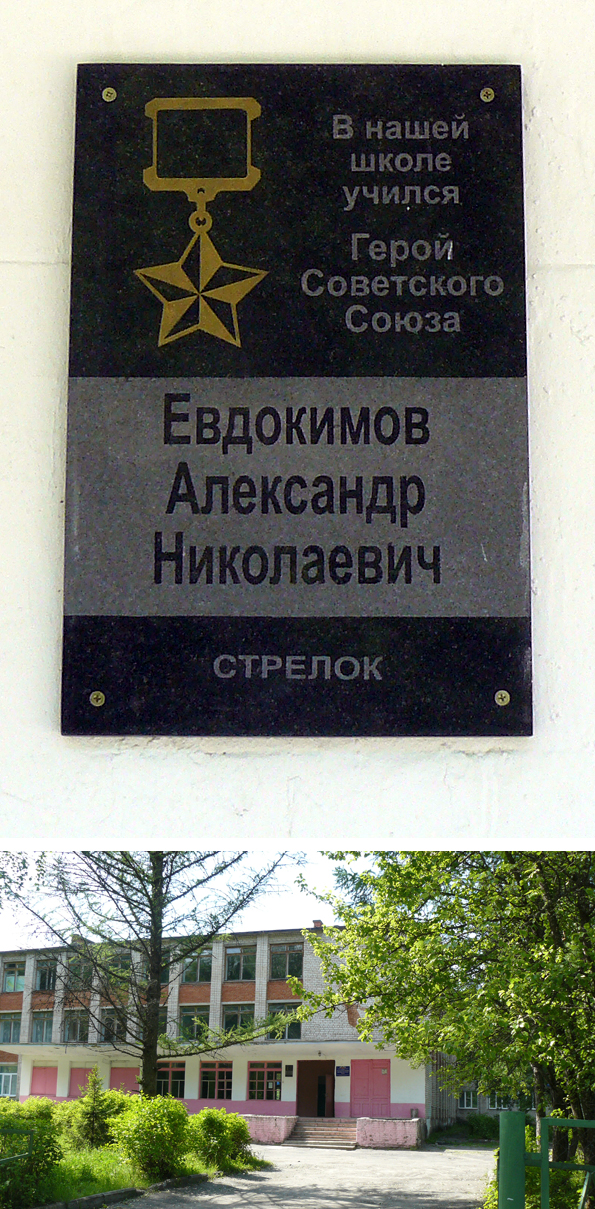 В нашей
школе
учился
Герой
Советского
Союза
Евдокимов
Александр
Николаевич
СТРЕЛОК